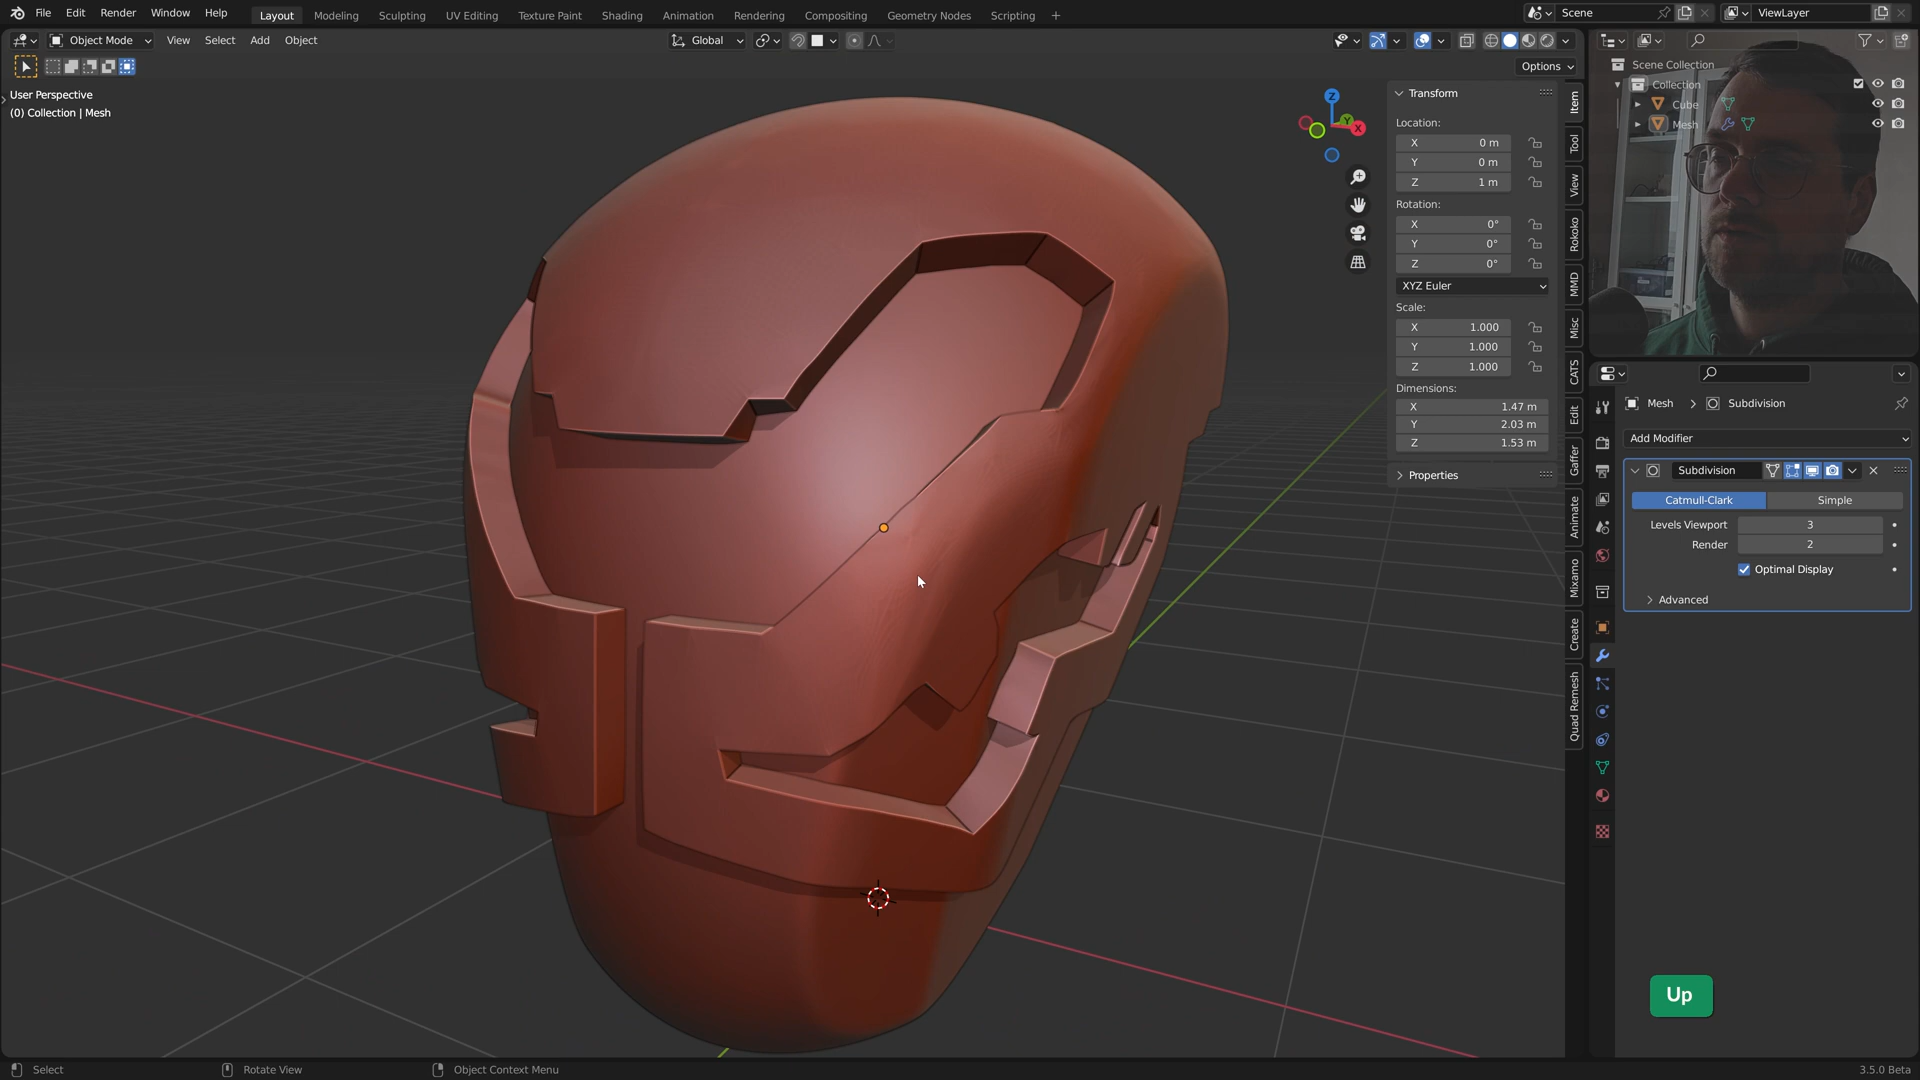 File Edit Render Window Help
Layout Modeling Sculpting UV Editing Texture Paint Shading Animation Rendering Compositing Geometry Nodes Scripting +
Scene
ViewLayer
Object Mode View Select Add Object
Global
Options
User Perspective
(0) Collection | Mesh
Z
Y
X
Transform
Location:
X 0 m
Y 0 m
Z 1 m
Rotation:
X 0°
Y 0°
Z 0°
XYZ Euler
Scale:
X 1.000
Y 1.000
Z 1.000
Dimensions:
X 1.47 m
Y 2.03 m
Z 1.53 m
Properties
Item
Tool
View
Rokoko
MMD
Misc
CATS
Edit
Gaffer
Animate
Mixamo
Create
Quad Remesh
Scene Collection
Collection
Cube
Mesh
Mesh > Subdivision
Add Modifier
Subdivision
Catmull-Clark Simple
Levels Viewport 3
Render 2
Optimal Display
Advanced
Up
Select
Rotate View
Object Context Menu
3.5.0 Beta